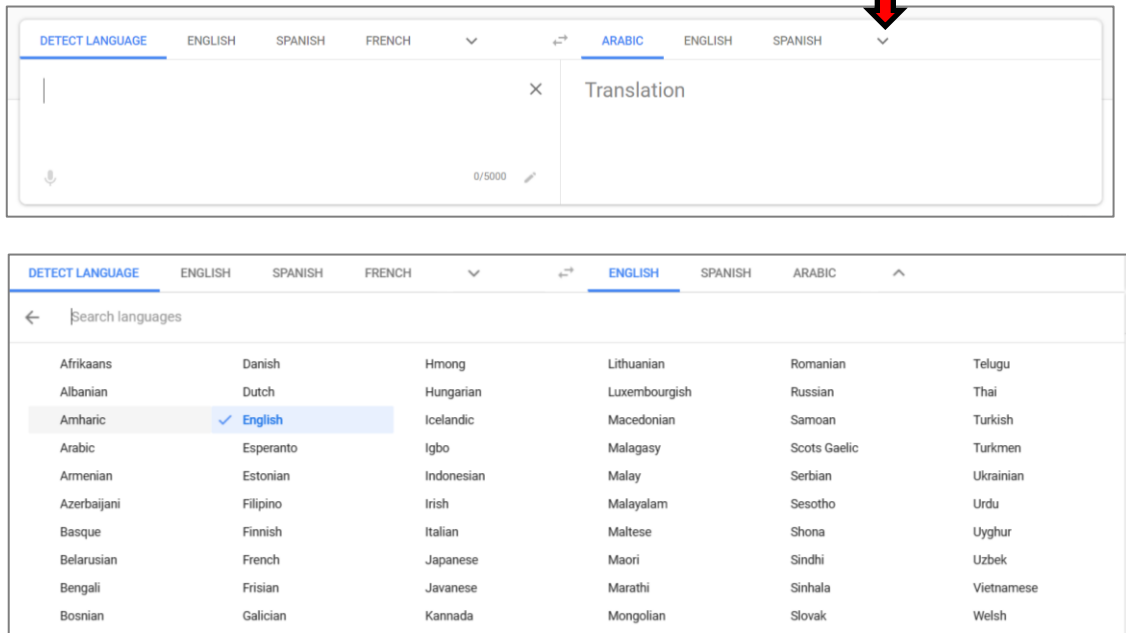 DETECT LANGUAGE ENGLISH SPANISH FRENCH ARABIC ENGLISH SPANISH
Translation
0/5000
DETECT LANGUAGE ENGLISH SPANISH FRENCH ENGLISH SPANISH ARABIC
Search languages
Afrikaans Danish Hmong Lithuanian Romanian Telugu
Albanian Dutch Hungarian Luxembourgish Russian Thai
Amharic English Icelandic Macedonian Samoan Turkish
Arabic Esperanto Igbo Malagasy Scots Gaelic Turkmen
Armenian Estonian Indonesian Malay Serbian Ukrainian
Azerbaijani Filipino Irish Malayalam Sesotho Urdu
Basque Finnish Italian Maltese Shona Uyghur
Belarusian French Japanese Maori Sindhi Uzbek
Bengali Frisian Javanese Marathi Sinhala Vietnamese
Bosnian Galician Kannada Mongolian Slovak Welsh